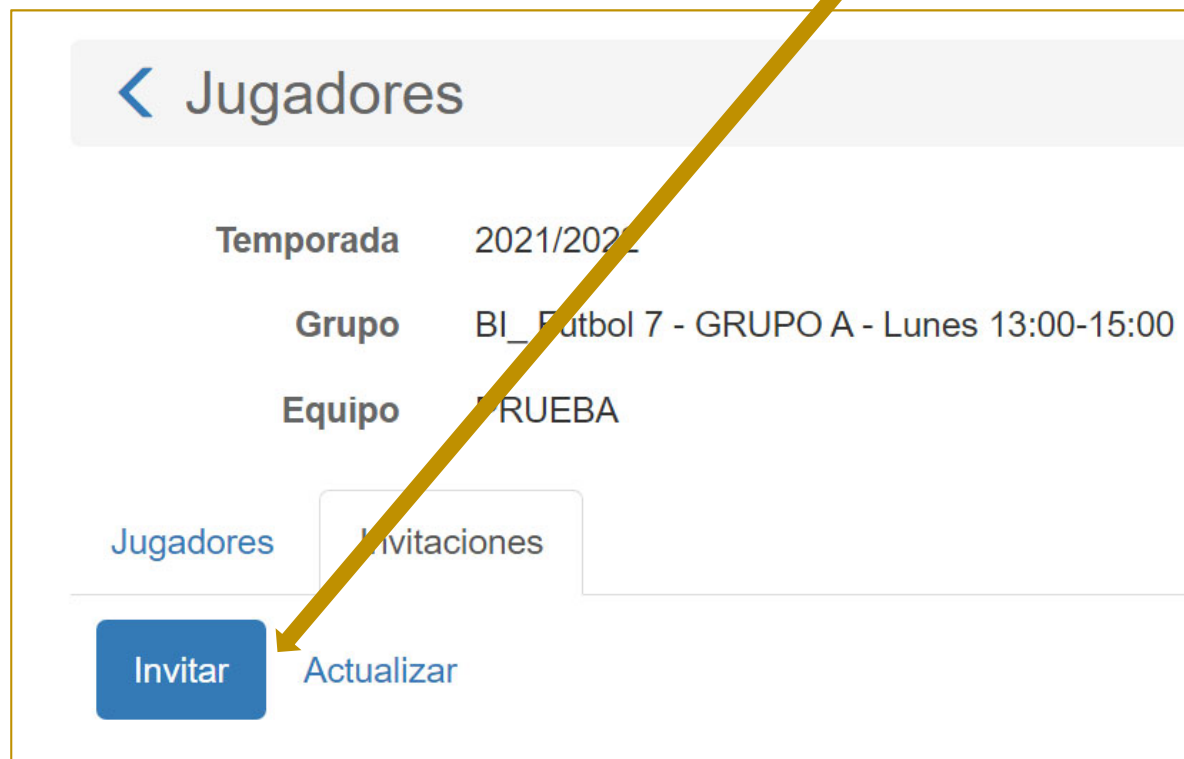 Jugadores
Temporada 2021/2022
Grupo BI_ Futbol 7 - GRUPO A - Lunes 13:00-15:00
Equipo PRUEBA
Jugadores Invitaciones
Invitar Actualizar